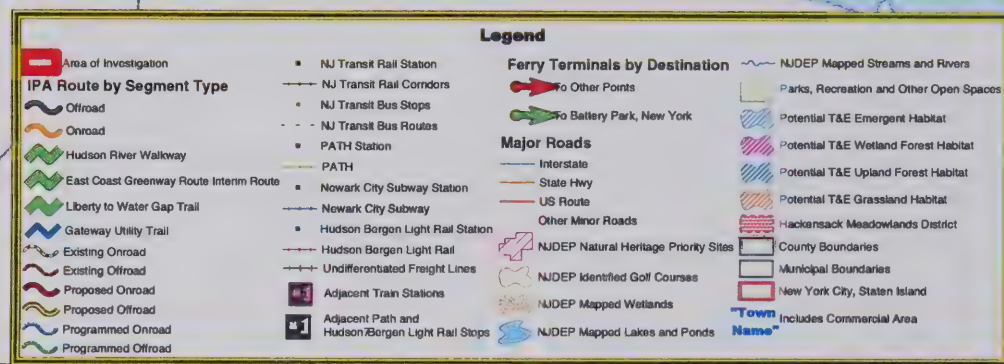 Legend
Area of Investigation
IPA Route by Segment Type
Offroad
Onroad
Hudson River Walkway
East Coast Greenway Route Interim Route
Liberty to Water Gap Trail
Gateway Utility Trail
Existing Onroad
Existing Offroad
Proposed Onroad
Proposed Offroad
Programmed Onroad
Programmed Offroad
NJ Transit Rail Station
NJ Transit Rail Corridors
NJ Transit Bus Stops
NJ Transit Bus Routes
PATH Station
PATH
Newark City Subway Station
Newark City Subway
Hudson Bergen Light Rail Station
Hudson Bergen Light Rail
Undifferentiated Freight Lines
Adjacent Train Stations
Adjacent Path and
Hudson/Bergen Light Rail Stops
Ferry Terminals by Destination
To Other Points
To Battery Park, New York
Major Roads
Interstate
State Hwy
US Route
Other Minor Roads
NJDEP Natural Heritage Priority Sites
NJDEP Identified Golf Courses
NJDEP Mapped Wetlands
NJDEP Mapped Lakes and Ponds
NJDEP Mapped Streams and Rivers
Parks, Recreation and Other Open Spaces
Potential T&E Emergent Habitat
Potential T&E Wetland Forest Habitat
Potential T&E Upland Forest Habitat
Potential T&E Grassland Habitat
Hackensack Meadowlands District
County Boundaries
Municipal Boundaries
New York City, Staten Island
"Town
Name" Includes Commercial Area